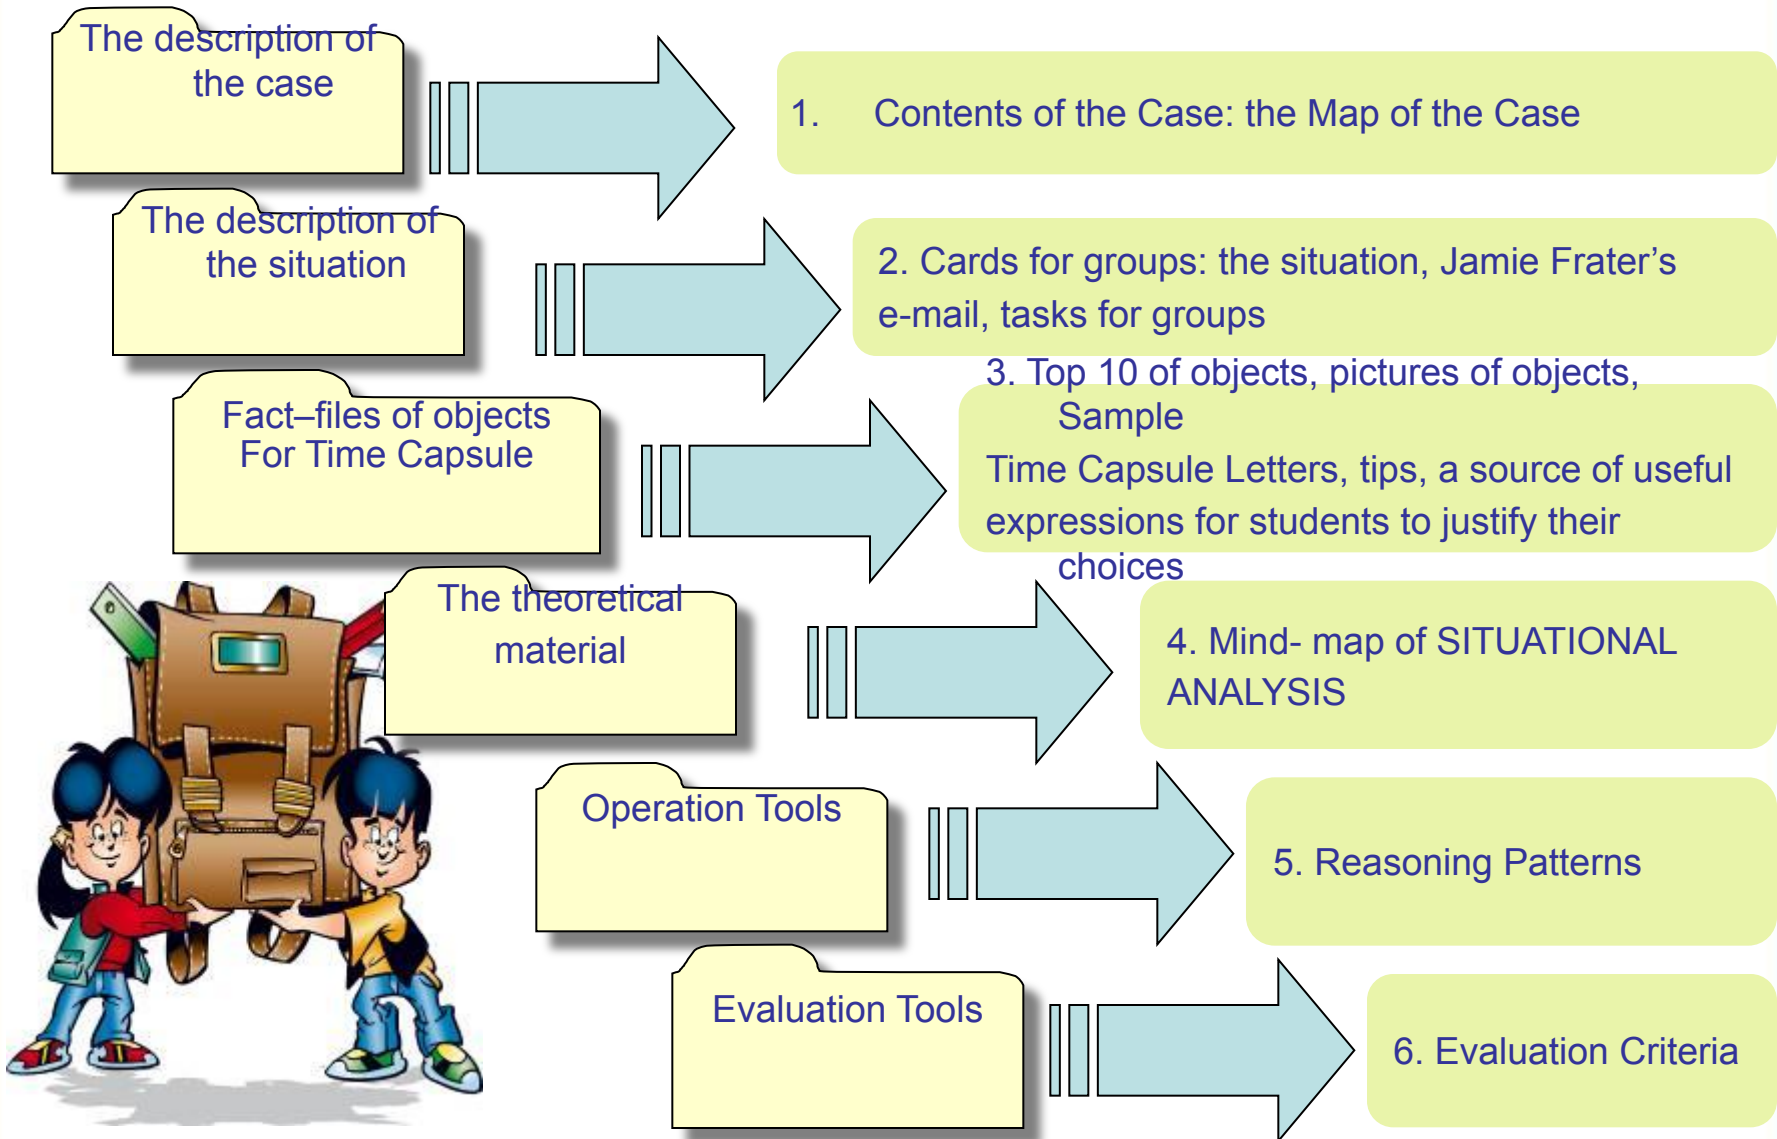 The description of
the case
1. Contents of the Case: the Map of the Case
The description of
the situation
2. Cards for groups: the situation, Jamie Frater’s
e-mail, tasks for groups
Fact–files of objects
For Time Capsule
3. Top 10 of objects, pictures of objects,
Sample
Time Capsule Letters, tips, a source of useful
expressions for students to justify their
choices
The theoretical
material
4. Mind- map of SITUATIONAL
ANALYSIS
Operation Tools
5. Reasoning Patterns
Evaluation Tools
6. Evaluation Criteria